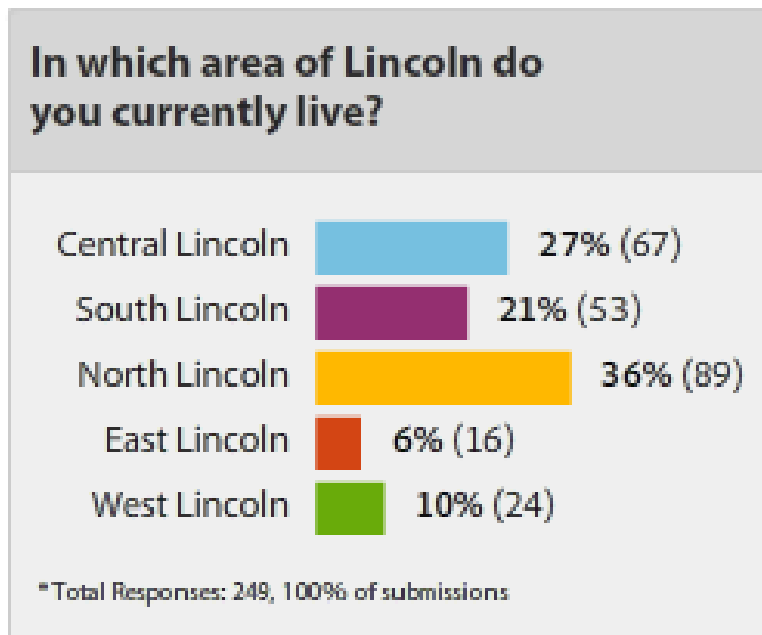 In which area of Lincoln do
you currently live?
Central Lincoln 27% (67)
South Lincoln 21% (53)
North Lincoln 36% (89)
East Lincoln 6% (16)
West Lincoln 10% (24)
*Total Responses: 249, 100% of submissions